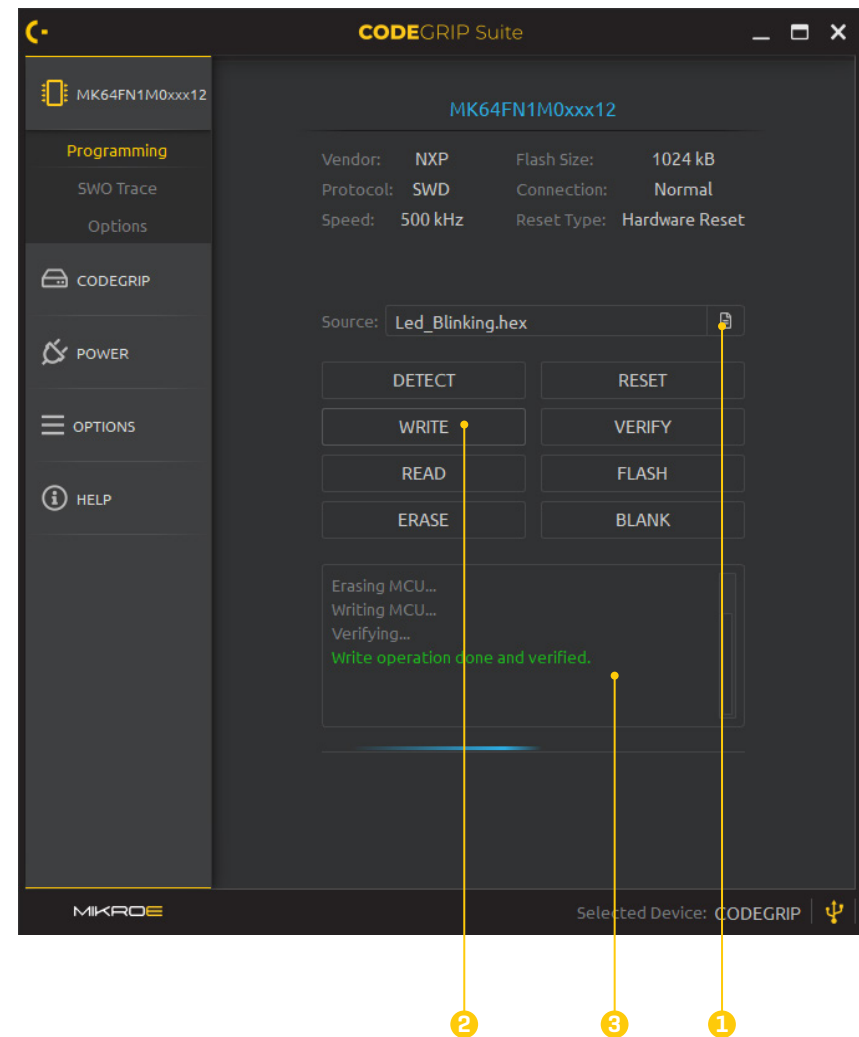 CODEGRIP Suite
MK64FN1M0xxx12
Programming
SWO Trace
Options
CODEGRIP
POWER
OPTIONS
HELP
MK64FN1M0xxx12
Vendor: NXP Flash Size: 1024 kB
Protocol: SWD Connection: Normal
Speed: 500 kHz Reset Type: Hardware Reset
Source: Led_Blinking.hex
DETECT RESET
WRITE VERIFY
READ FLASH
ERASE BLANK
Erasing MCU...
Writing MCU...
Verifying...
Write operation done and verified.
MIKROE Selected Device: CODEGRIP
2 3 1